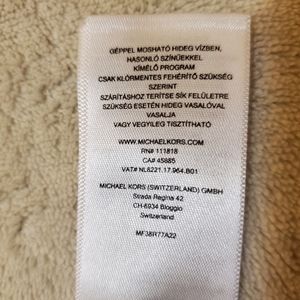 GÉPPEL MOSHATÓ HIDEG VÍZBEN,
HASONLÓ SZÍNŰEKKEL
KÍMÉLŐ PROGRAM
CSAK KLÓRMENTES FEHÉRÍTŐ SZÜKSÉG
SZERINT
SZÁRÍTÁSHOZ TERÍTSE SÍK FELÜLETRE
SZÜKSÉG ESETÉN HIDEG VASALÓVAL
VASALJA
VAGY VEGYILEG TISZTÍTHATÓ
WWW.MICHAELKORS.COM
RN# 111818
CA# 45885
VAT# NL8221.17.964.B01
MICHAEL KORS (SWITZERLAND) GMBH
Strada Regina 42
CH-6934 Bioggio
Switzerland
MF38R77A22